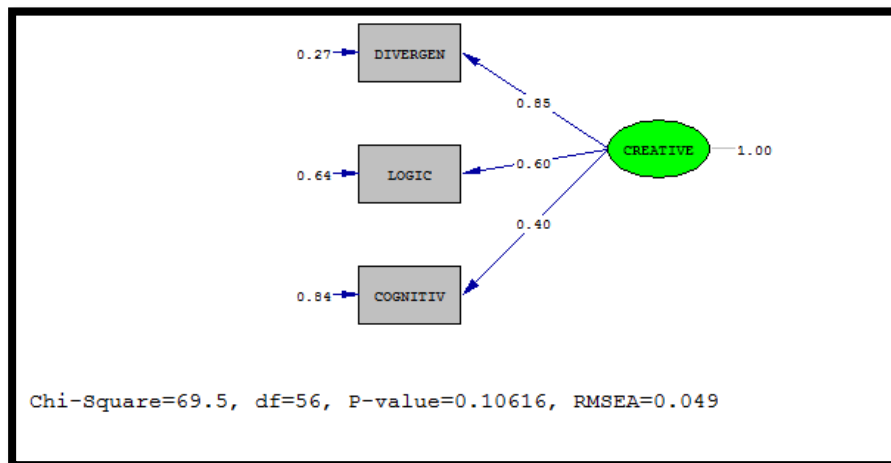 0.27
DIVERGEN
0.85
CREATIVE
1.00
0.64
LOGIC
0.60
0.40
0.84
COGNITIV
Chi-Square=69.5, df=56, P-value=0.10616, RMSEA=0.049